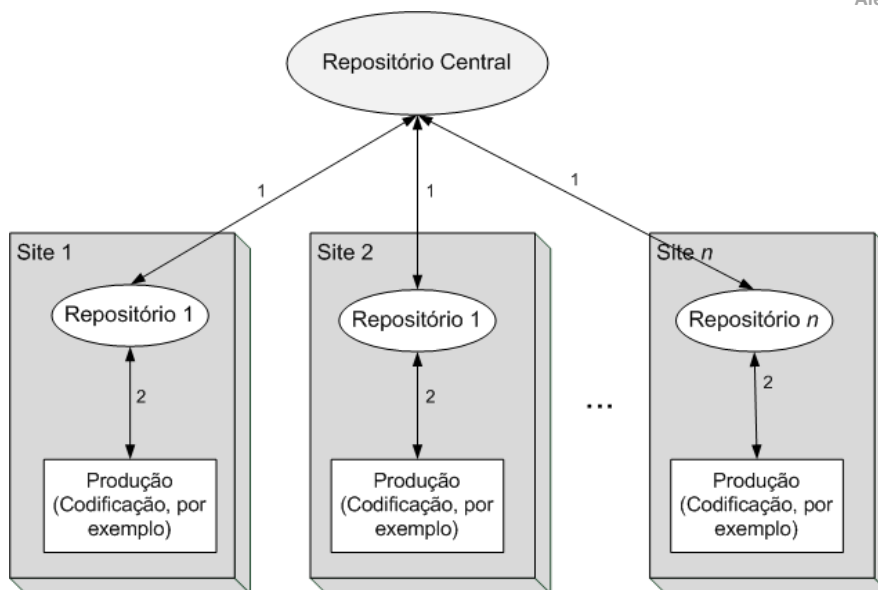 Repositório Central
1
1
1
Site 1
Site 2
Site n
Repositório 1
Repositório 1
Repositório n
2
2
2
...
Produção
(Codificação, por
exemplo)
Produção
(Codificação, por
exemplo)
Produção
(Codificação, por
exemplo)